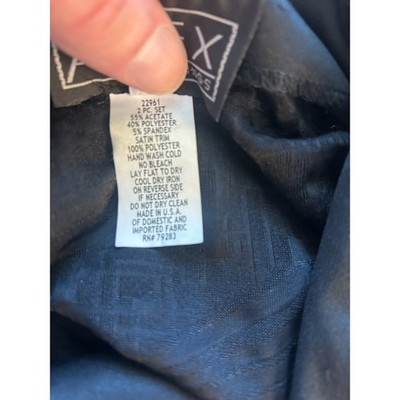 X
22961
2 PC. SET
55% ACETATE
40% POLYESTER
5% SPANDEX
SATIN TRIM
100% POLYESTER
HAND WASH COLD
NO BLEACH
LAY FLAT TO DRY
COOL DRY IRON
ON REVERSE SIDE
IF NECESSARY
DO NOT DRY CLEAN
MADE IN U.S.A.
OF DOMESTIC AND
IMPORTED FABRIC
RN# 79283